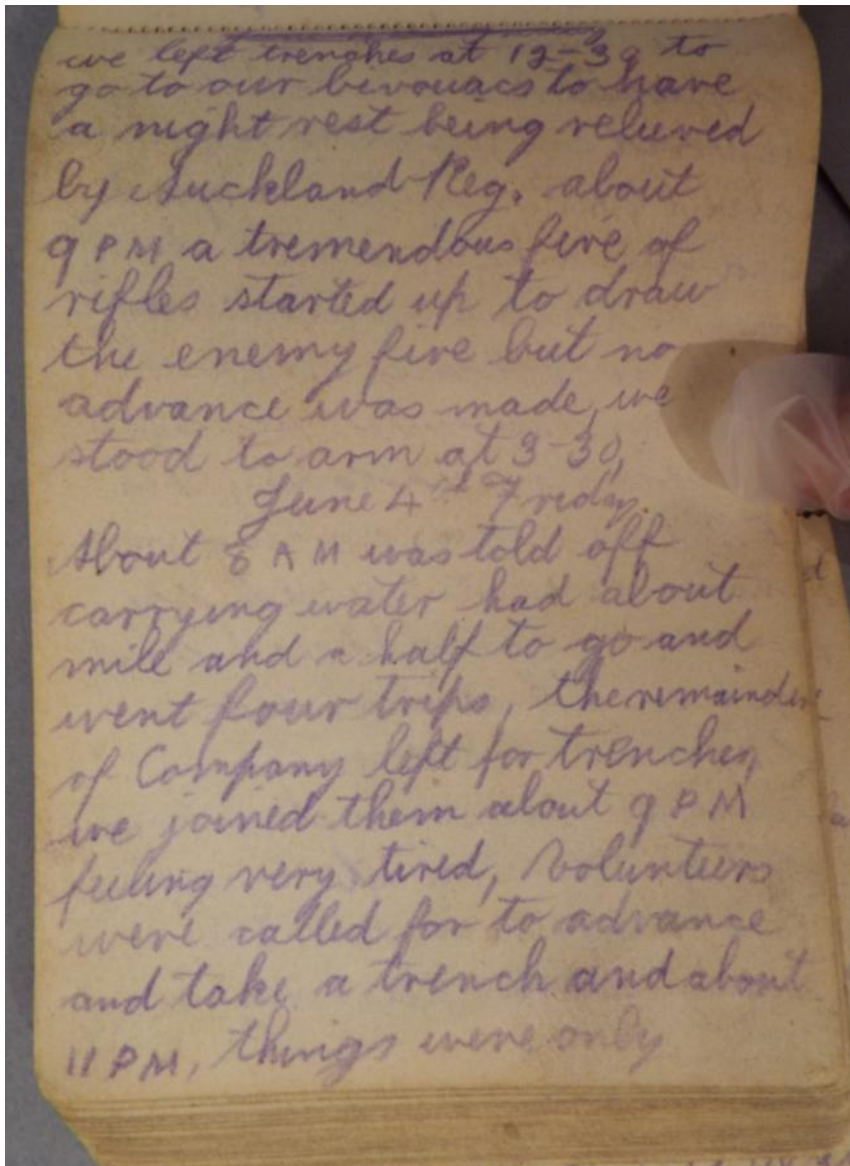 we left trenches at 12-30 to
go to our bivouacs to have
a night rest being relieved
by Auckland Reg. about
9 PM a tremendous fire of
rifles started up to draw
the enemy fire but no
advance was made, we
stood to arm at 3-30,
June 4th Friday.
About 8 AM was told off
carrying water had about
mile and a half to go and
went four trips, the remainder
of Company left for trenches,
we joined them about 9 PM
feeling very tired, Volunteers
were called for to advance
and take a trench and about
11 PM, things were only